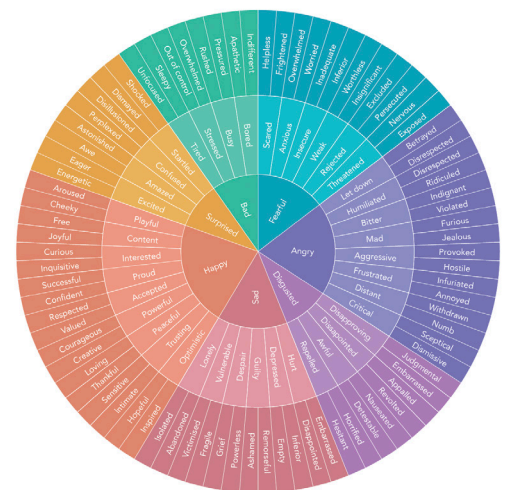 Bad
Fearful
Angry
Disgusted
Sad
Happy
Surprised
Tired
Stressed
Busy
Bored
Scared
Anxious
Insecure
Weak
Rejected
Threatened
Let down
Humiliated
Bitter
Mad
Aggressive
Frustrated
Distant
Critical
Disapproving
Disappointed
Awful
Repelled
Hurt
Depressed
Guilty
Despair
Vulnerable
Lonely
Optimistic
Trusting
Peaceful
Powerful
Accepted
Proud
Interested
Content
Playful
Excited
Amazed
Confused
Startled
Unfocused
Sleepy
Out of control
Overwhelmed
Rushed
Pressured
Apathetic
Indifferent
Helpless
Frightened
Overwhelmed
Worried
Inadequate
Inferior
Worthless
Insignificant
Excluded
Persecuted
Nervous
Exposed
Betrayed
Disrespected
Disrespected
Ridiculed
Indignant
Violated
Furious
Jealous
Provoked
Hostile
Infuriated
Annoyed
Withdrawn
Numb
Sceptical
Dismissive
Judgmental
Embarrassed
Appalled
Revolted
Nauseated
Detestable
Horrified
Hesitant
Embarrassed
Disappointed
Inferior
Empty
Remorseful
Ashamed
Powerless
Grief
Fragile
Victimised
Abandoned
Isolated
Inspired
Hopeful
Intimate
Sensitive
Thankful
Loving
Creative
Courageous
Valued
Respected
Confident
Successful
Inquisitive
Curious
Joyful
Free
Cheeky
Aroused
Energetic
Eager
Awe
Astonished
Perplexed
Disillusioned
Dismayed
Shocked